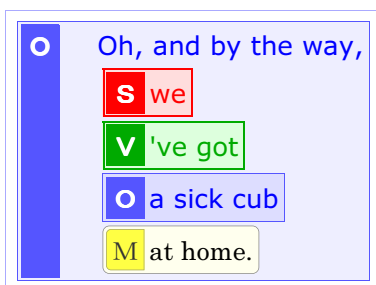 O Oh, and by the way,
S we
V 've got
O a sick cub
M at home.